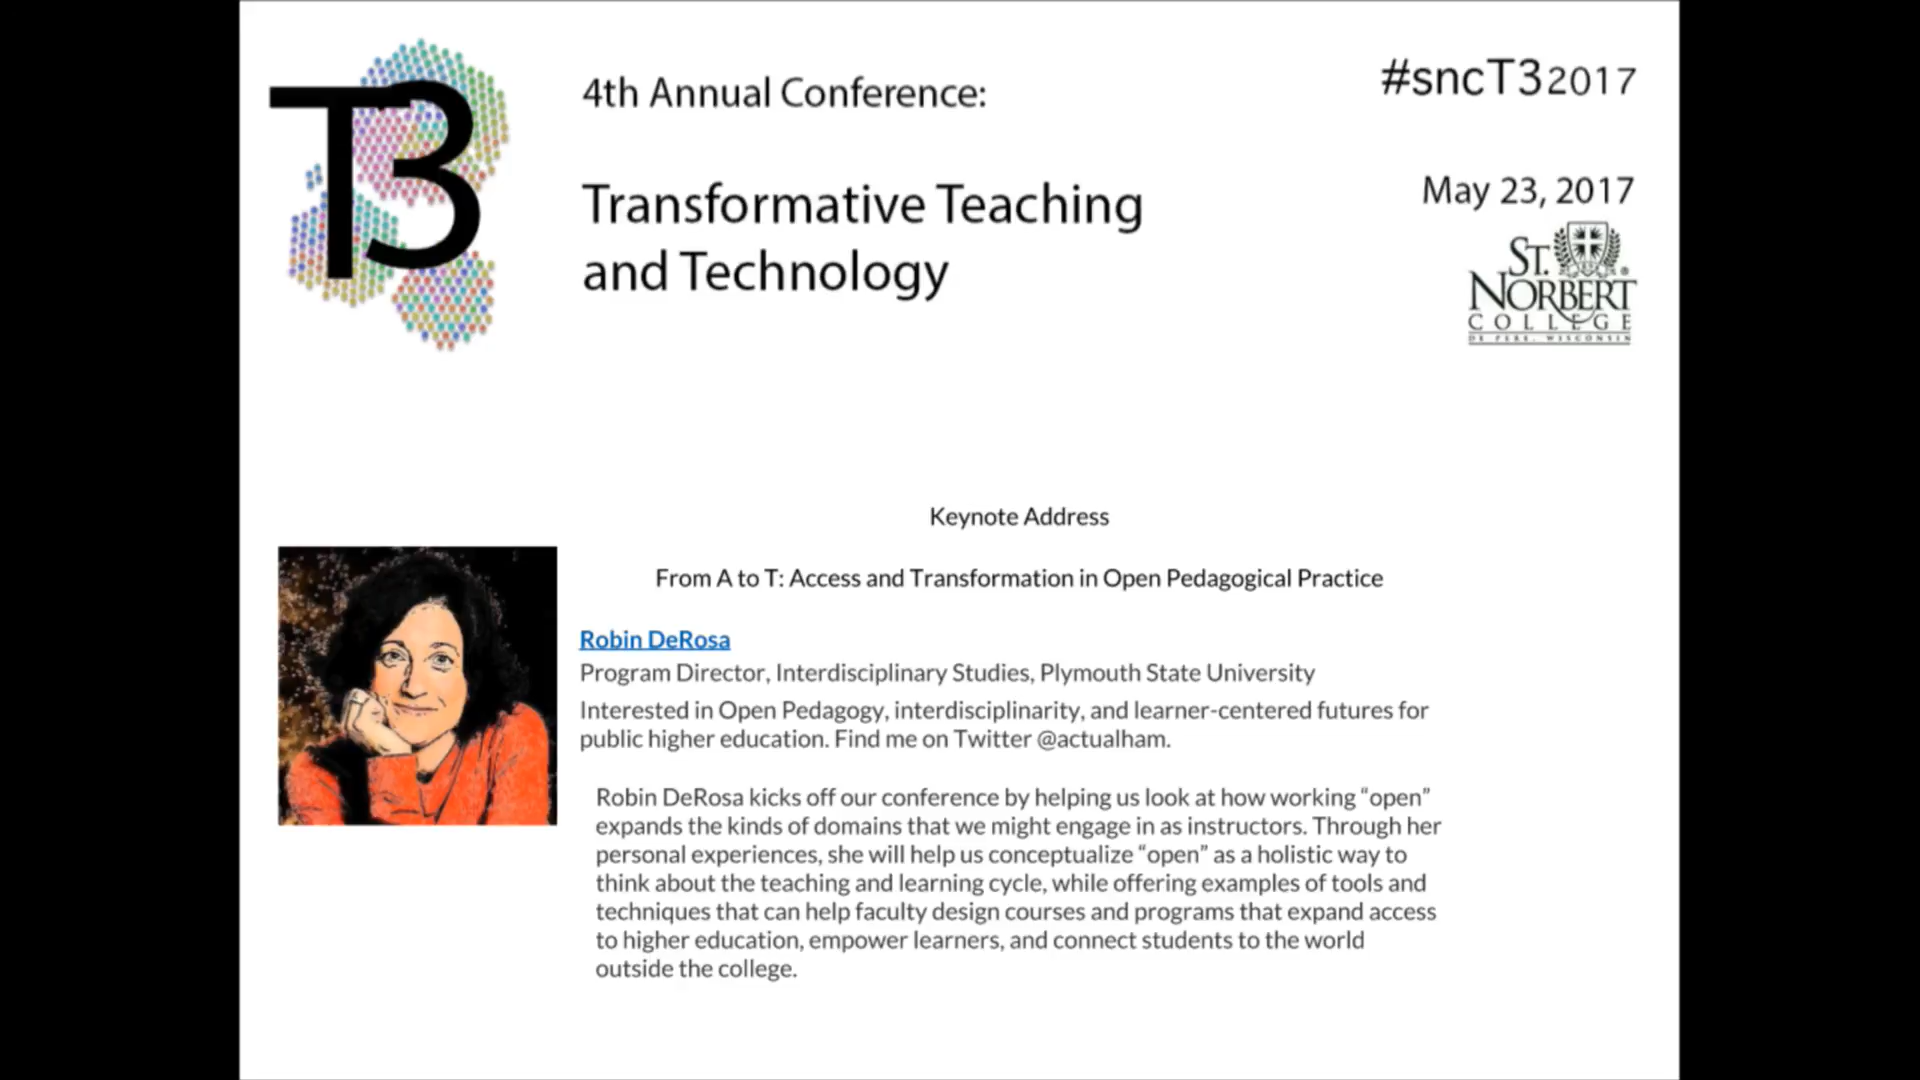 T3
4th Annual Conference:
#sncT3 2017
Transformative Teaching
and Technology
May 23, 2017
ST.
NORBERT
COLLEGE
DE PERE, WISCONSIN
Keynote Address
From A to T: Access and Transformation in Open Pedagogical Practice
Robin DeRosa
Program Director, Interdisciplinary Studies, Plymouth State University
Interested in Open Pedagogy, interdisciplinarity, and learner-centered futures for
public higher education. Find me on Twitter @actualham.
Robin DeRosa kicks off our conference by helping us look at how working “open”
expands the kinds of domains that we might engage in as instructors. Through her
personal experiences, she will help us conceptualize “open” as a holistic way to
think about the teaching and learning cycle, while offering examples of tools and
techniques that can help faculty design courses and programs that expand access
to higher education, empower learners, and connect students to the world
outside the college.